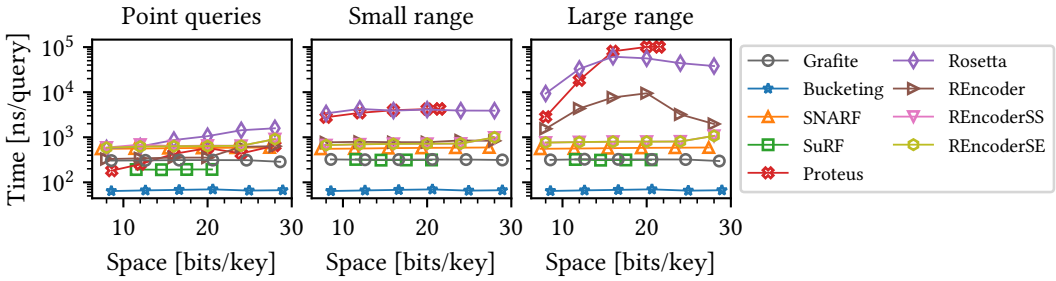 Point queries
Small range
Large range
Time [ns/query]
10^5
10^4
10^3
10^2
10 20 30
10 20 30
10 20 30
Space [bits/key]
Space [bits/key]
Space [bits/key]
Grafite
Bucketing
SNARF
SuRF
Proteus
Rosetta
REncoder
REncoderSS
REncoderSE